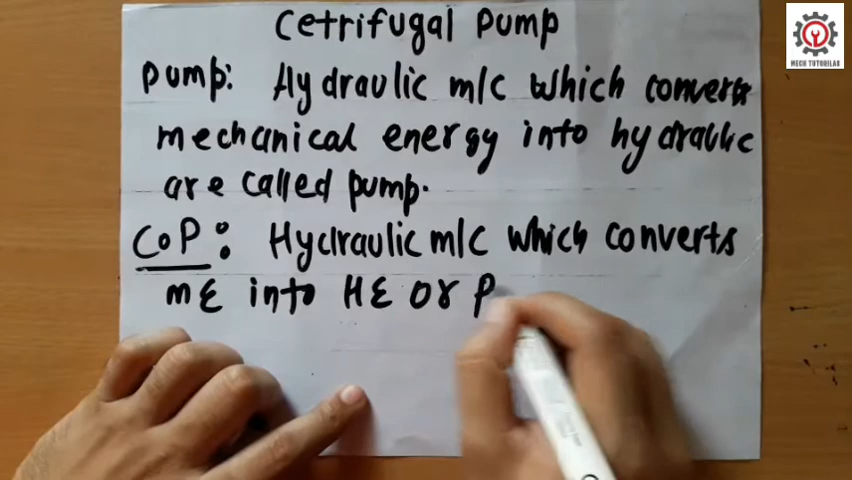 Cetrifugal Pump
MECH TUTORILAB
Pump: Hydraulic m/c which converts
mechanical energy into hydraulic
are called pump.
CoP: Hydraulic m/c which converts
mE into HE or P